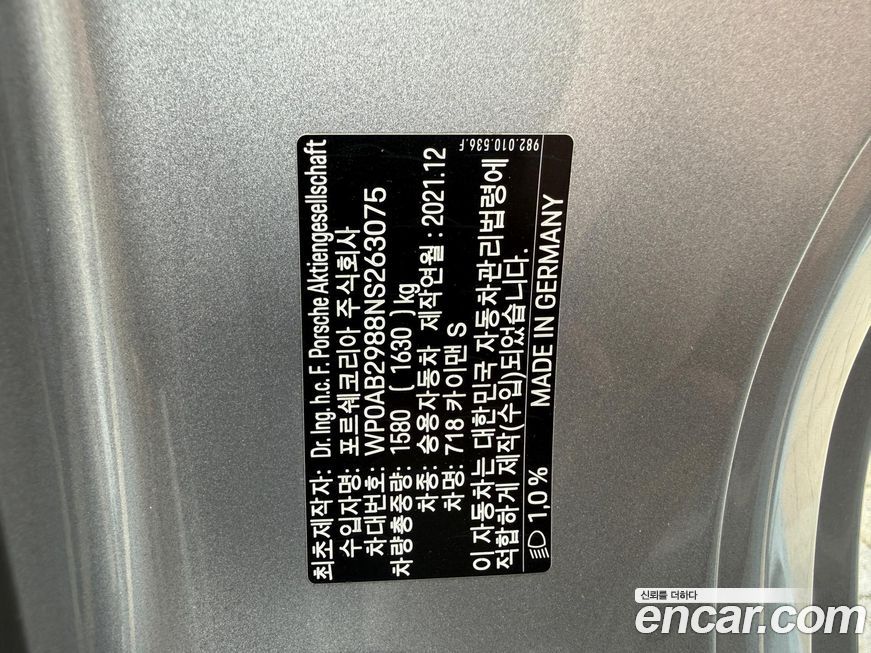 최초제작자: Dr. Ing. h.c. F. Porsche Aktiengesellschaft
수입자명: 포르쉐코리아 주식회사
차대번호: WP0AB2988NS263075
차량총중량: 1580 ( 1630 ) kg
차종: 승용자동차 제작연월 : 2021.12
차명: 718 카이맨 S
982.010.536.F
이 자동차는 대한민국 자동차관리법령에
적합하게 제작(수입)되었습니다.
1,0 % MADE IN GERMANY
신뢰를 더하다
encar.com